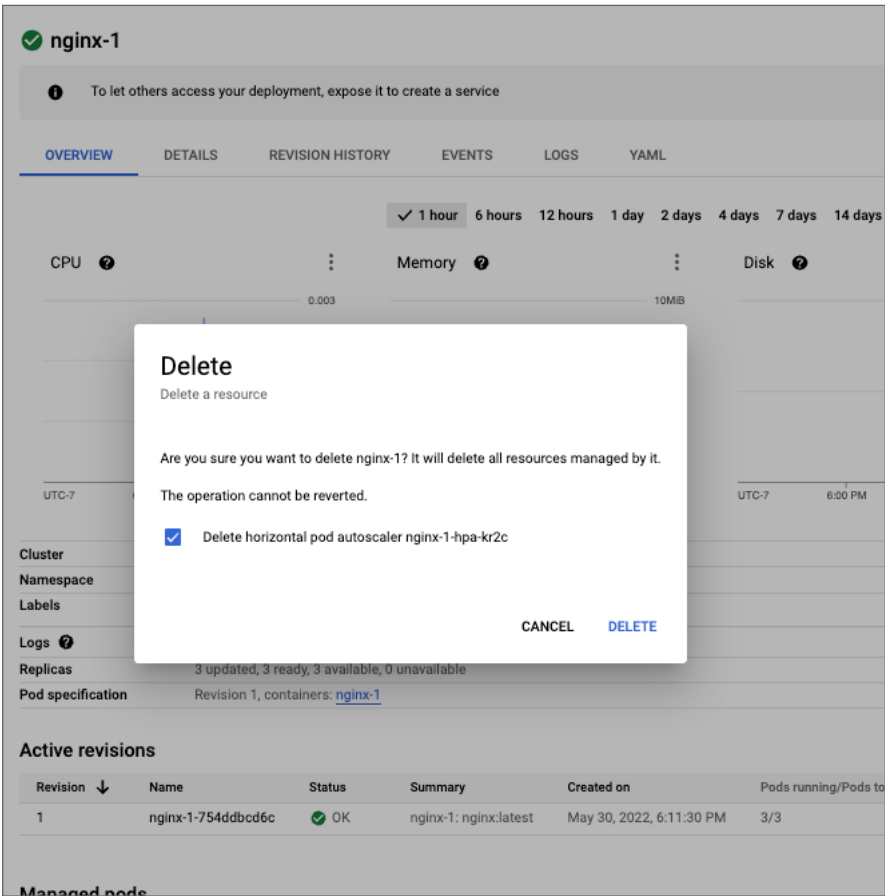 nginx-1
To let others access your deployment, expose it to create a service
OVERVIEW DETAILS REVISION HISTORY EVENTS LOGS YAML
1 hour 6 hours 12 hours 1 day 2 days 4 days 7 days 14 days
CPU Memory Disk
0.003 10MiB
Delete
Delete a resource
Are you sure you want to delete nginx-1? It will delete all resources managed by it.
The operation cannot be reverted.
Delete horizontal pod autoscaler nginx-1-hpa-kr2c
CANCEL DELETE
UTC-7 UTC-7 6:00 PM
Cluster
Namespace
Labels
Logs
Replicas 3 updated, 3 ready, 3 available, 0 unavailable
Pod specification Revision 1, containers: nginx-1
Active revisions
Revision Name Status Summary Created on Pods running/Pods to
1 nginx-1-754ddbcd6c OK nginx-1: nginx:latest May 30, 2022, 6:11:30 PM 3/3
Managed pods